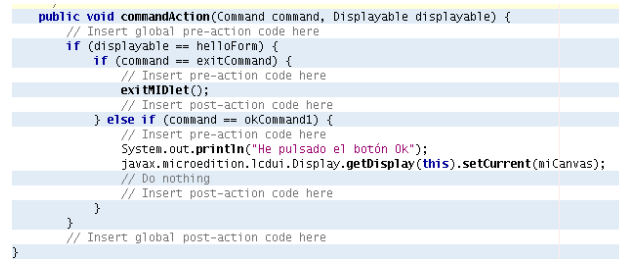 public void commandAction(Command command, Displayable displayable) {
// Insert global pre-action code here
if (displayable == helloForm) {
if (command == exitCommand) {
// Insert pre-action code here
exitMIDlet();
// Insert post-action code here
} else if (command == okCommand1) {
// Insert pre-action code here
System.out.println("He pulsado el botón Ok");
javax.microedition.lcdui.Display.getDisplay(this).setCurrent(miCanvas);
// Do nothing
// Insert post-action code here
}
}
// Insert global post-action code here
}